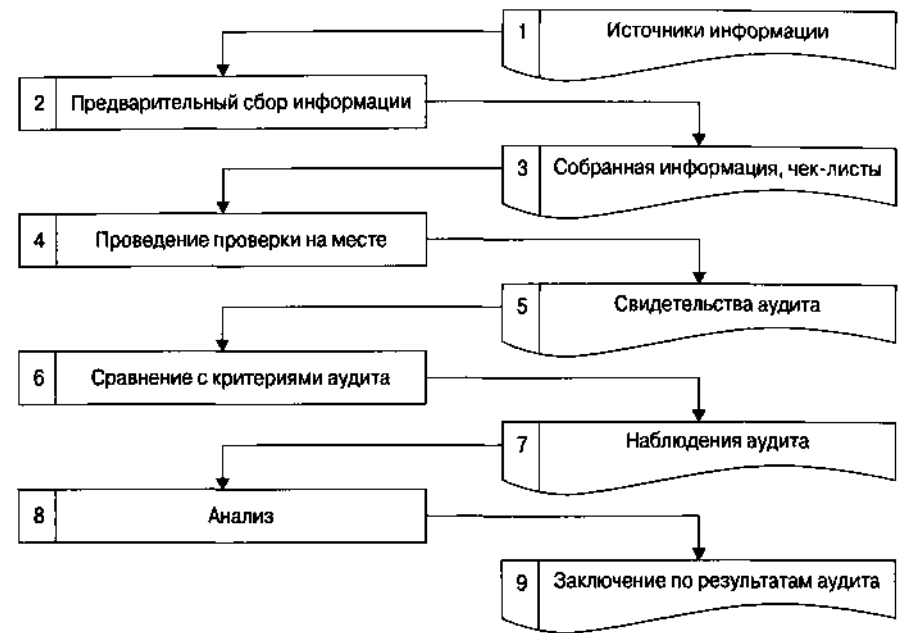 1 Источники информации
2 Предварительный сбор информации
3 Собранная информация, чек-листы
4 Проведение проверки на месте
5 Свидетельства аудита
6 Сравнение с критериями аудита
7 Наблюдения аудита
8 Анализ
9 Заключение по результатам аудита